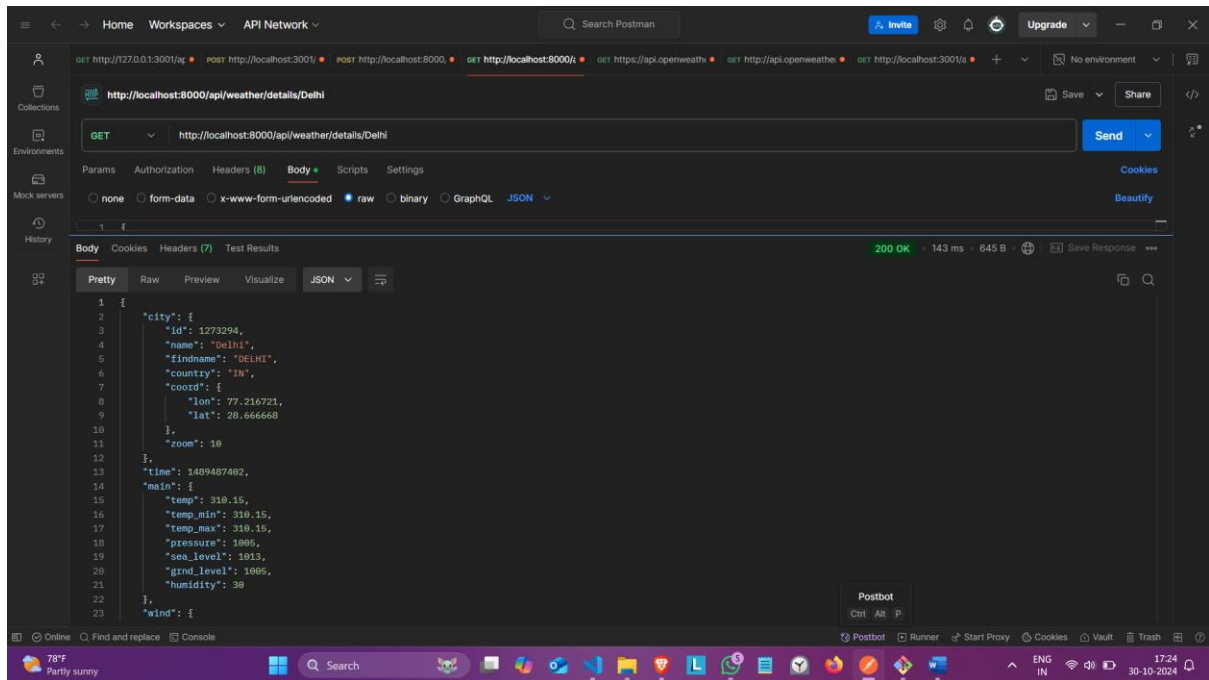 Home Workspaces API Network Search Postman Invite Upgrade
GET http://127.0.0.1:3001/ap POST http://localhost:3001/ POST http://localhost:8000, GET http://localhost:8000/a GET https://api.openweathe GET http://api.openweathe GET http://localhost:3001/a No environment
Collections
http://localhost:8000/api/weather/details/Delhi Save Share
Environments
GET http://localhost:8000/api/weather/details/Delhi Send
Mock servers
Params Authorization Headers (8) Body Scripts Settings Cookies
none form-data x-www-form-urlencoded raw binary GraphQL JSON Beautify
History
1 {
Body Cookies Headers (7) Test Results 200 OK 143 ms 645 B Save Response
Pretty Raw Preview Visualize JSON
1 {
2 "city": {
3 "id": 1273294,
4 "name": "Delhi",
5 "findname": "DELHI",
6 "country": "IN",
7 "coord": {
8 "lon": 77.216721,
9 "lat": 28.666668
10 },
11 "zoom": 10
12 },
13 "time": 1489487402,
14 "main": {
15 "temp": 310.15,
16 "temp_min": 310.15,
17 "temp_max": 310.15,
18 "pressure": 1005,
19 "sea_level": 1013,
20 "grnd_level": 1005,
21 "humidity": 30
22 },
23 "wind": {
Postbot
Ctrl Alt P
Online Find and replace Console Postbot Runner Start Proxy Cookies Vault Trash
78°F
Partly sunny
Search
ENG
IN
17:24
30-10-2024